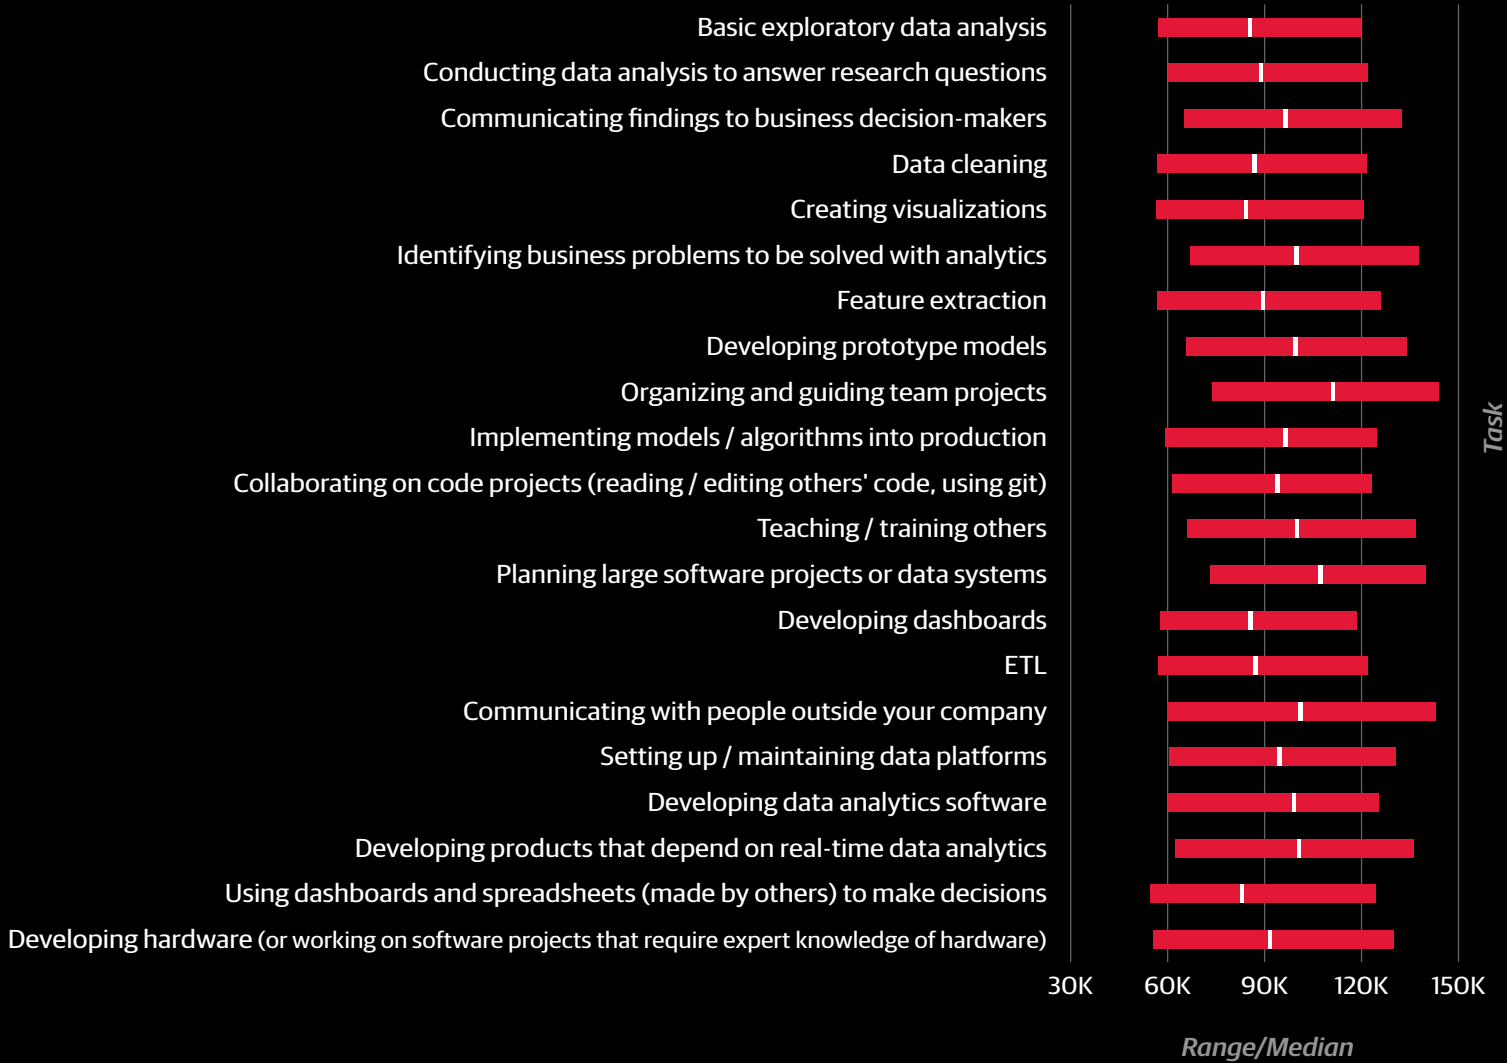 Basic exploratory data analysis
Conducting data analysis to answer research questions
Communicating findings to business decision-makers
Data cleaning
Creating visualizations
Identifying business problems to be solved with analytics
Feature extraction
Developing prototype models
Organizing and guiding team projects
Implementing models / algorithms into production
Collaborating on code projects (reading / editing others' code, using git)
Teaching / training others
Planning large software projects or data systems
Developing dashboards
ETL
Communicating with people outside your company
Setting up / maintaining data platforms
Developing data analytics software
Developing products that depend on real-time data analytics
Using dashboards and spreadsheets (made by others) to make decisions
Developing hardware (or working on software projects that require expert knowledge of hardware)
Task
30K 60K 90K 120K 150K
Range/Median